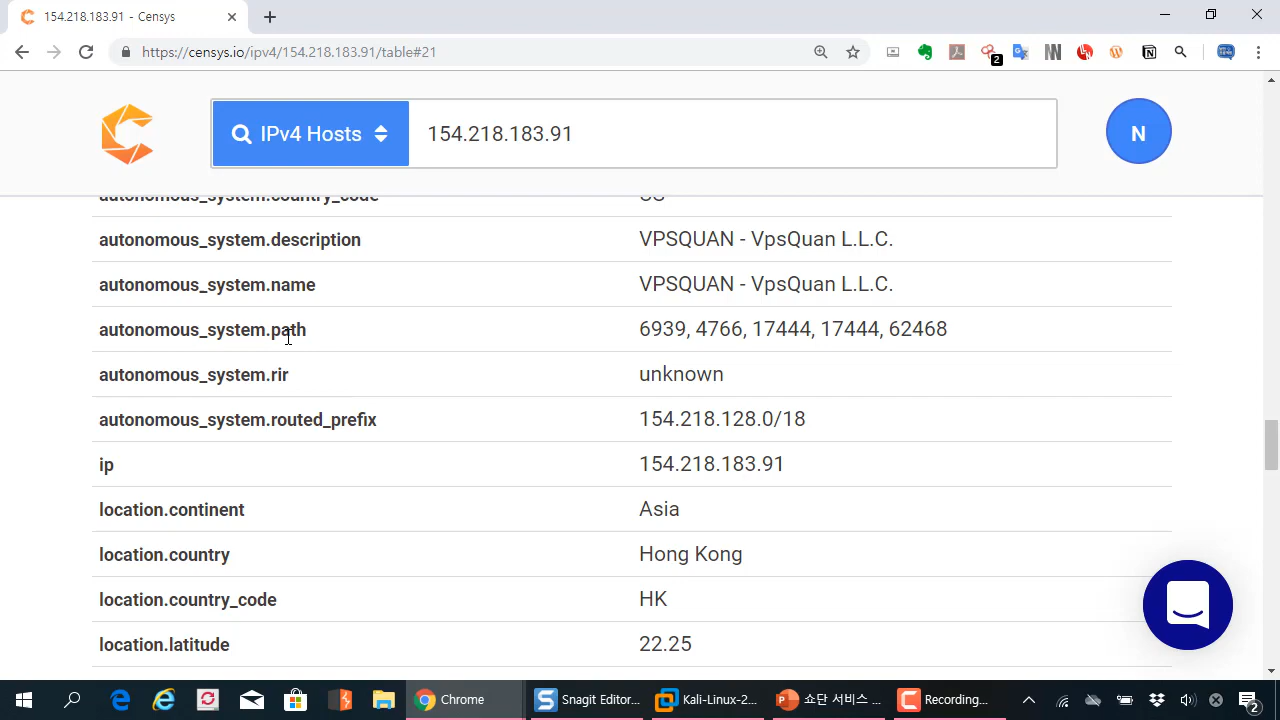 154.218.183.91 - Censys
https://censys.io/ipv4/154.218.183.91/table#21
2
IPv4 Hosts 154.218.183.91 N
autonomous_system.country_code
autonomous_system.description VPSQUAN - VpsQuan L.L.C.
autonomous_system.name VPSQUAN - VpsQuan L.L.C.
autonomous_system.path 6939, 4766, 17444, 17444, 62468
autonomous_system.rir unknown
autonomous_system.routed_prefix 154.218.128.0/18
ip 154.218.183.91
location.continent Asia
location.country Hong Kong
location.country_code HK
location.latitude 22.25
Chrome Snagit Editor... Kali-Linux-2... 쇼단 서비스 ... Recording... 2